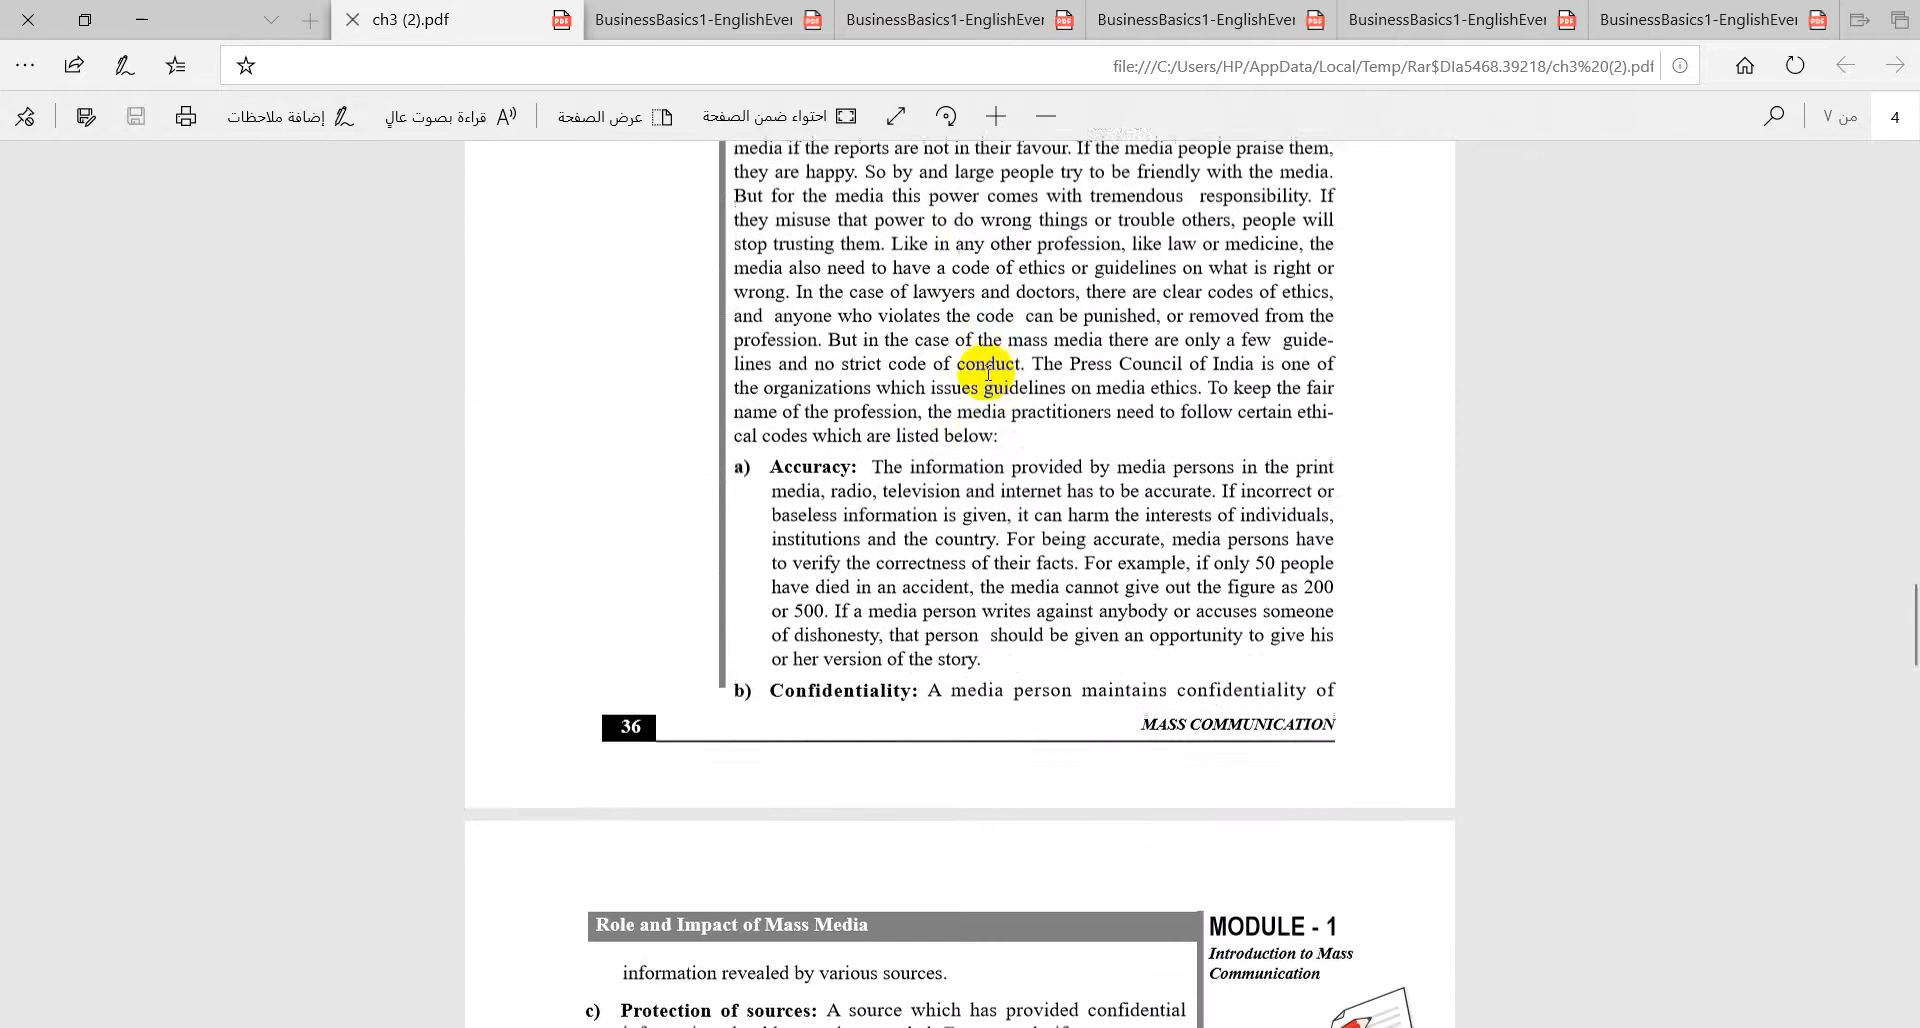 ch3 (2).pdf
BusinessBasics1-EnglishEver
BusinessBasics1-EnglishEver
BusinessBasics1-EnglishEver
BusinessBasics1-EnglishEver
BusinessBasics1-EnglishEver
file:///C:/Users/HP/AppData/Local/Temp/Rar$DIa5468.39218/ch3%20(2).pdf
إضافة ملاحظات
قراءة بصوت عالٍ
عرض الصفحة
احتواء ضمن الصفحة
من ٧
4
media if the reports are not in their favour. If the media people praise them,
they are happy. So by and large people try to be friendly with the media.
But for the media this power comes with tremendous responsibility. If
they misuse that power to do wrong things or trouble others, people will
stop trusting them. Like in any other profession, like law or medicine, the
media also need to have a code of ethics or guidelines on what is right or
wrong. In the case of lawyers and doctors, there are clear codes of ethics,
and anyone who violates the code can be punished, or removed from the
profession. But in the case of the mass media there are only a few guide-
lines and no strict code of conduct. The Press Council of India is one of
the organizations which issues guidelines on media ethics. To keep the fair
name of the profession, the media practitioners need to follow certain ethi-
cal codes which are listed below:
a) Accuracy: The information provided by media persons in the print
media, radio, television and internet has to be accurate. If incorrect or
baseless information is given, it can harm the interests of individuals,
institutions and the country. For being accurate, media persons have
to verify the correctness of their facts. For example, if only 50 people
have died in an accident, the media cannot give out the figure as 200
or 500. If a media person writes against anybody or accuses someone
of dishonesty, that person should be given an opportunity to give his
or her version of the story.
b) Confidentiality: A media person maintains confidentiality of
36
MASS COMMUNICATION
Role and Impact of Mass Media
MODULE - 1
Introduction to Mass
Communication
information revealed by various sources.
c) Protection of sources: A source which has provided confidential